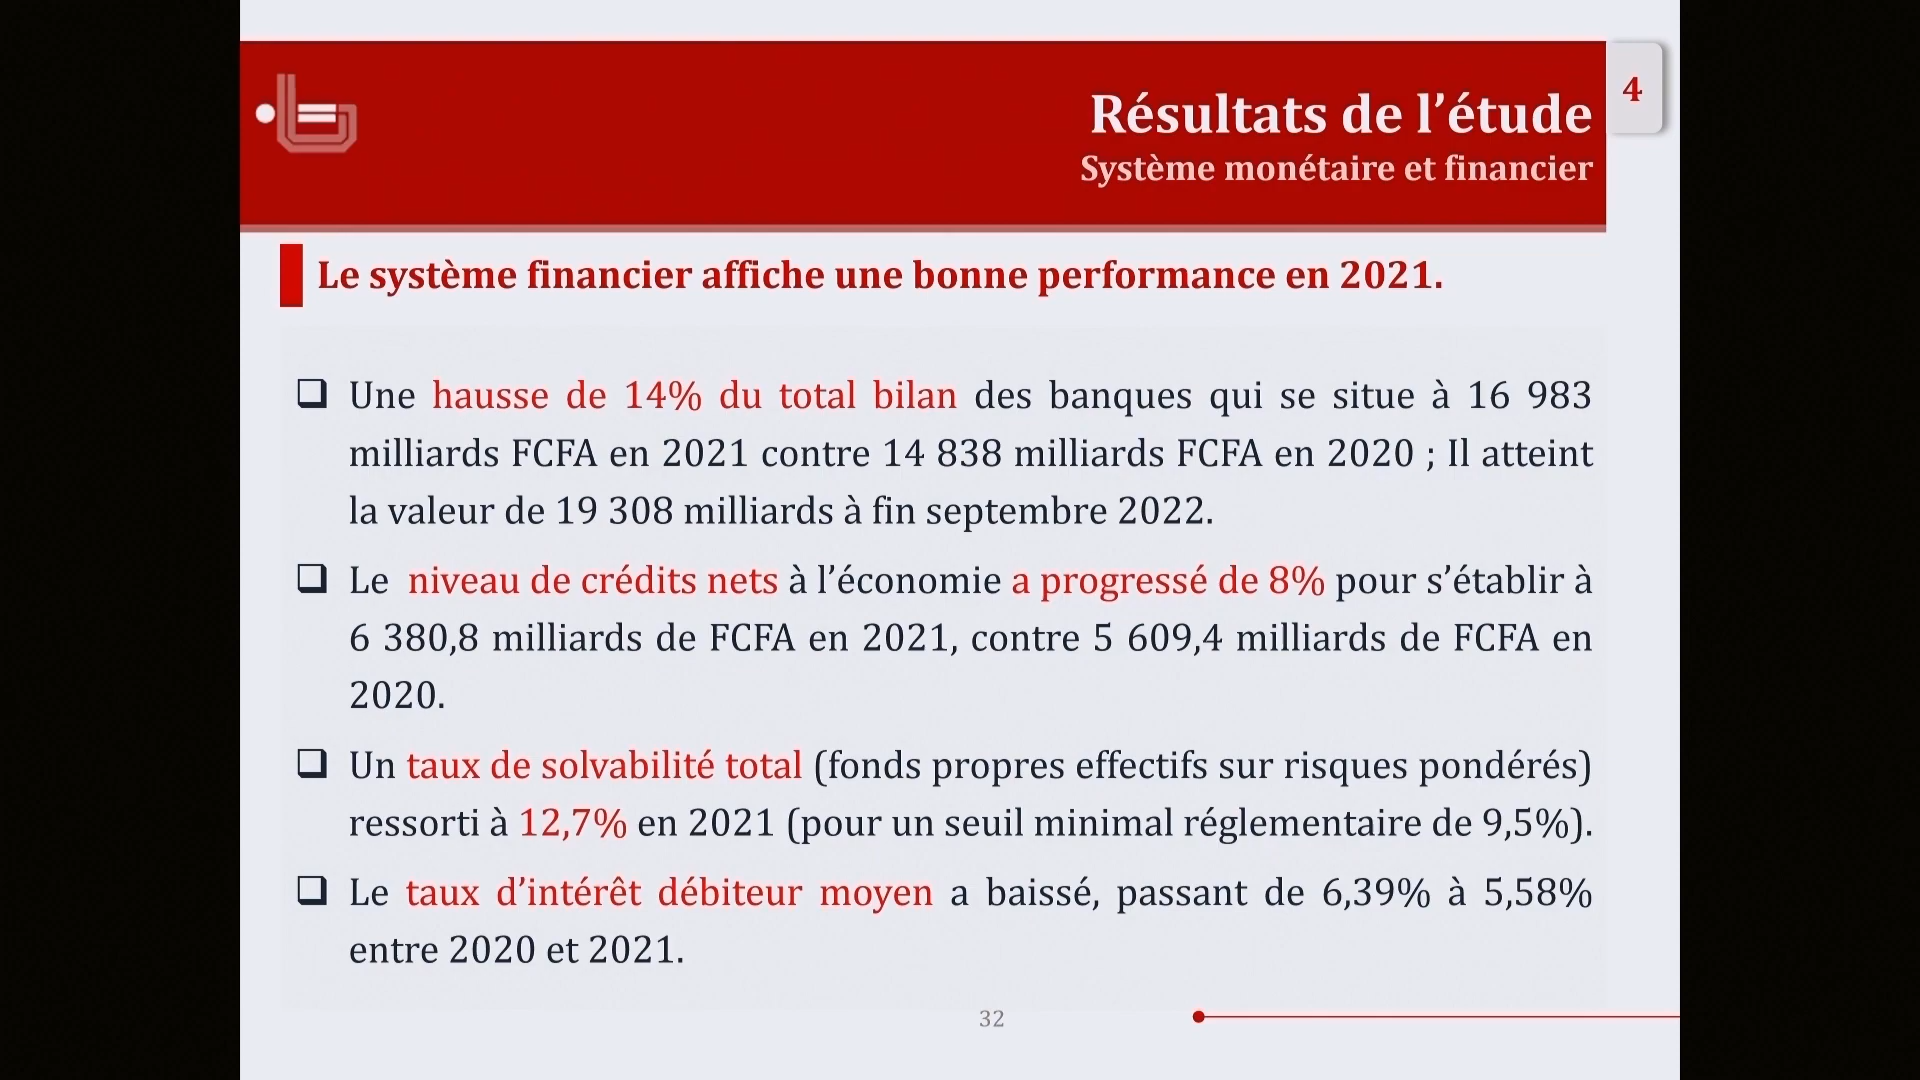 4
Résultats de l’étude
Système monétaire et financier
Le système financier affiche une bonne performance en 2021.
Une hausse de 14% du total bilan des banques qui se situe à 16 983
milliards FCFA en 2021 contre 14 838 milliards FCFA en 2020 ; Il atteint
la valeur de 19 308 milliards à fin septembre 2022.
Le niveau de crédits nets à l’économie a progressé de 8% pour s’établir à
6 380,8 milliards de FCFA en 2021, contre 5 609,4 milliards de FCFA en
2020.
Un taux de solvabilité total (fonds propres effectifs sur risques pondérés)
ressorti à 12,7% en 2021 (pour un seuil minimal réglementaire de 9,5%).
Le taux d’intérêt débiteur moyen a baissé, passant de 6,39% à 5,58%
entre 2020 et 2021.
32